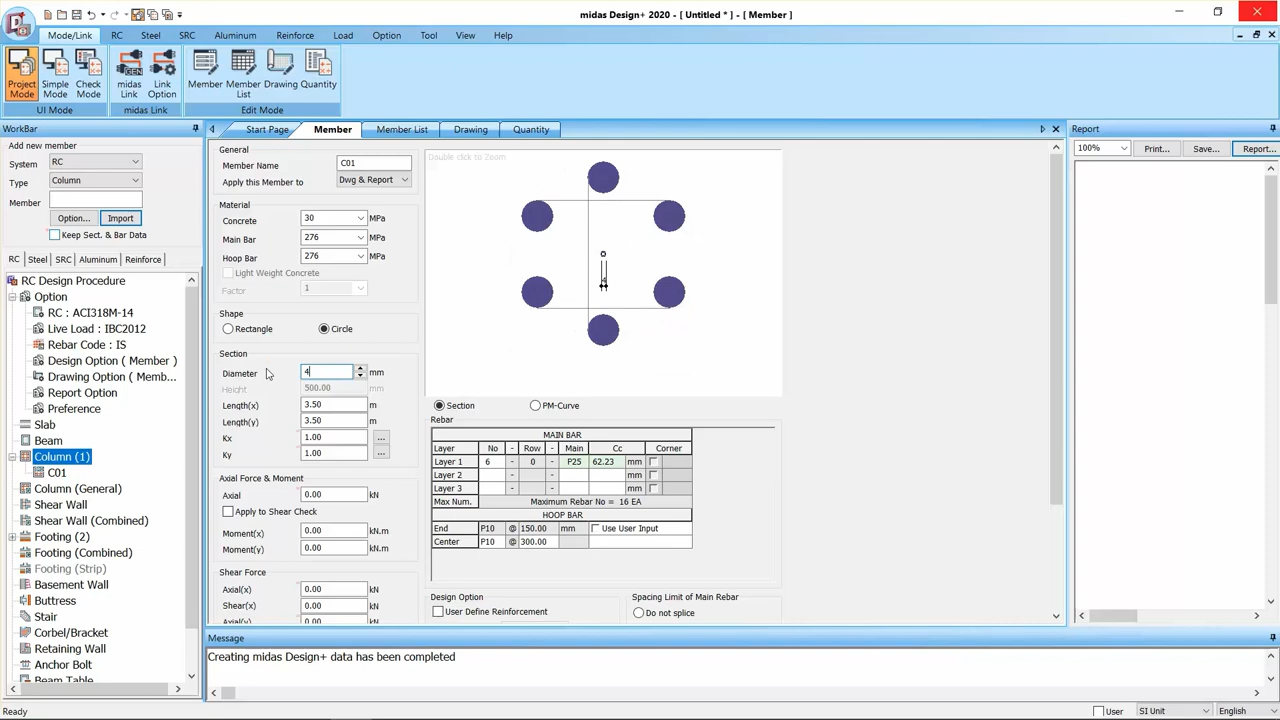 midas Design+ 2020 - [ Untitled * ] - [ Member ]
Mode/Link RC Steel SRC Aluminum Reinforce Load Option Tool View Help
Project Mode
Simple Mode
Check Mode
midas Link
Link Option
Member
Member List
Drawing
Quantity
UI Mode midas Link Edit Mode
WorkBar
Add new member
System RC
Type Column
Member
Option... Import
Keep Sect. & Bar Data
RC Steel SRC Aluminum Reinforce
RC Design Procedure
Option
RC : ACI318M-14
Live Load : IBC2012
Rebar Code : IS
Design Option ( Member )
Drawing Option ( Memb...
Report Option
Preference
Slab
Beam
Column (1)
C01
Column (General)
Shear Wall
Shear Wall (Combined)
Footing (2)
Footing (Combined)
Footing (Strip)
Basement Wall
Buttress
Stair
Corbel/Bracket
Retaining Wall
Anchor Bolt
Beam Table
Start Page Member Member List Drawing Quantity
General
Member Name C01
Apply this Member to Dwg & Report
Material
Concrete 30 MPa
Main Bar 276 MPa
Hoop Bar 276 MPa
Light Weight Concrete
Factor 1
Shape
Rectangle Circle
Section
Diameter 4 mm
Height 500.00 mm
Length(x) 3.50 m
Length(y) 3.50 m
Kx 1.00 ...
Ky 1.00 ...
Axial Force & Moment
Axial 0.00 kN
Apply to Shear Check
Moment(x) 0.00 kN.m
Moment(y) 0.00 kN.m
Shear Force
Axial(x) 0.00 kN
Shear(x) 0.00 kN
Axial(y) 0.00 kN
Double click to Zoom
Section PM-Curve
Rebar
MAIN BAR
Layer No - Row - Main Cc Corner
Layer 1 6 - 0 - P25 62.23 mm
Layer 2 - - mm
Layer 3 - - mm
Max Num. Maximum Rebar No = 16 EA
HOOP BAR
End P10 @ 150.00 mm Use User Input
Center P10 @ 300.00
Design Option
User Define Reinforcement
Spacing Limit of Main Rebar
Do not splice
Report
100% Print... Save... Report...
Message
Creating midas Design+ data has been completed
Ready
User SI Unit English